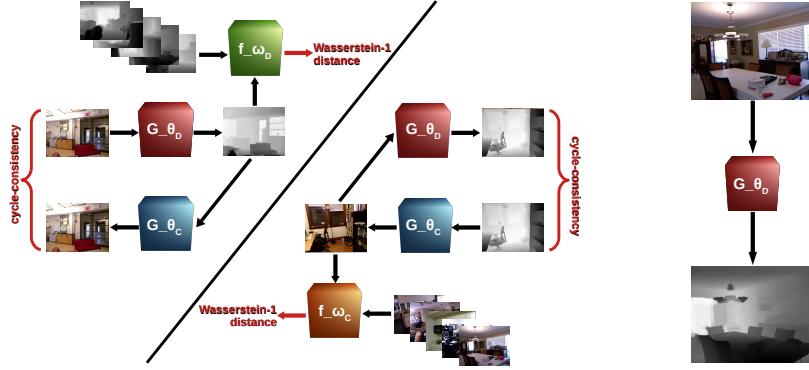 f_ω_D
Wasserstein-1
distance
cycle-consistency
G_θ_D
G_θ_C
G_θ_D
G_θ_C
cycle-consistency
Wasserstein-1
distance
f_ω_C
G_θ_D